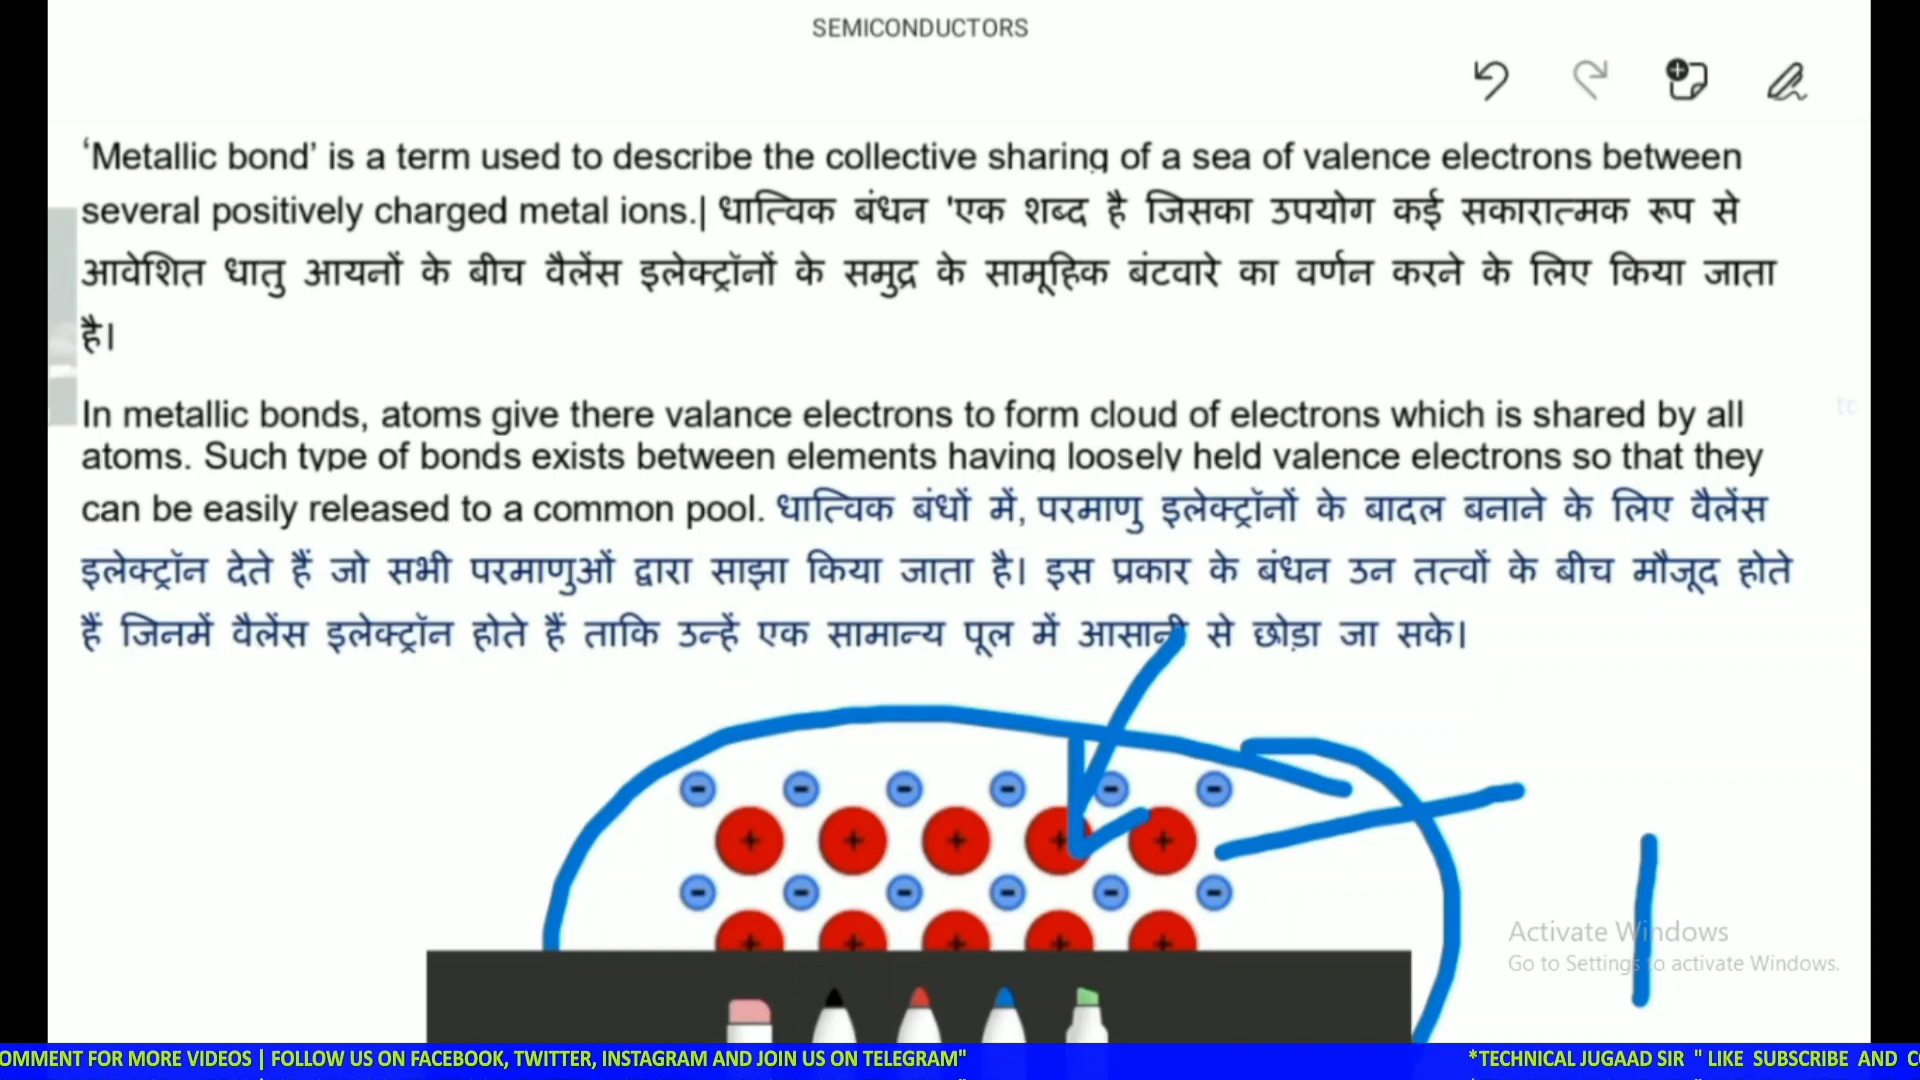 SEMICONDUCTORS
‘Metallic bond’ is a term used to describe the collective sharing of a sea of valence electrons between
several positively charged metal ions.| धात्विक बंधन 'एक शब्द है जिसका उपयोग कई सकारात्मक रूप से
आवेशित धातु आयनों के बीच वैलेंस इलेक्ट्रॉनों के समुद्र के सामूहिक बंटवारे का वर्णन करने के लिए किया जाता
है।
In metallic bonds, atoms give there valance electrons to form cloud of electrons which is shared by all
atoms. Such type of bonds exists between elements having loosely held valence electrons so that they
can be easily released to a common pool. धात्विक बंधों में, परमाणु इलेक्ट्रॉनों के बादल बनाने के लिए वैलेंस
इलेक्ट्रॉन देते हैं जो सभी परमाणुओं द्वारा साझा किया जाता है। इस प्रकार के बंधन उन तत्वों के बीच मौजूद होते
हैं जिनमें वैलेंस इलेक्ट्रॉन होते हैं ताकि उन्हें एक सामान्य पूल में आसानी से छोड़ा जा सके।
- - - - - -
+ + + + +
- - - - - -
+ + + + +
Activate Windows
Go to Settings to activate Windows.
COMMENT FOR MORE VIDEOS | FOLLOW US ON FACEBOOK, TWITTER, INSTAGRAM AND JOIN US ON TELEGRAM" *TECHNICAL JUGAAD SIR " LIKE SUBSCRIBE AND